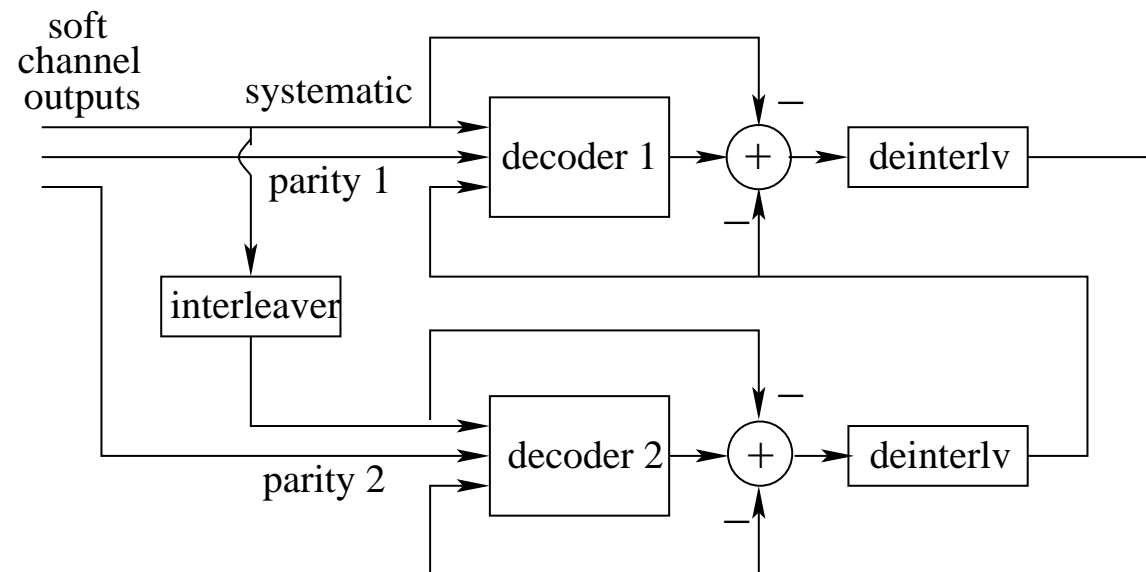 soft
channel
outputs
systematic
−
decoder 1
+
deinterlv
parity 1
−
interleaver
−
decoder 2
+
deinterlv
parity 2
−